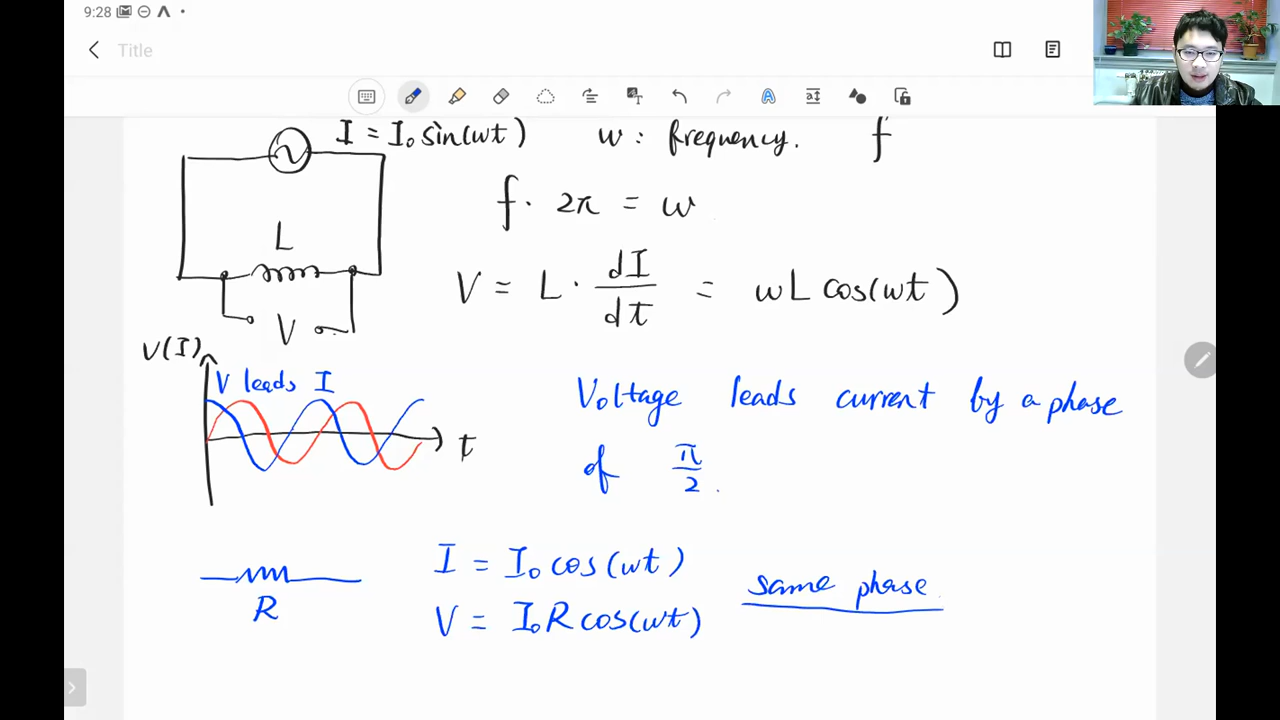 9:28
Title
I = I₀ sin(wt) w : frequency. f
f · 2π = w
L
V = L · dI/dt = wL cos(wt)
V
V(I)
V leads I
t
Voltage leads current by a phase
of π/2.
I = I₀ cos(wt)
R
V = I₀ R cos(wt)
same phase.